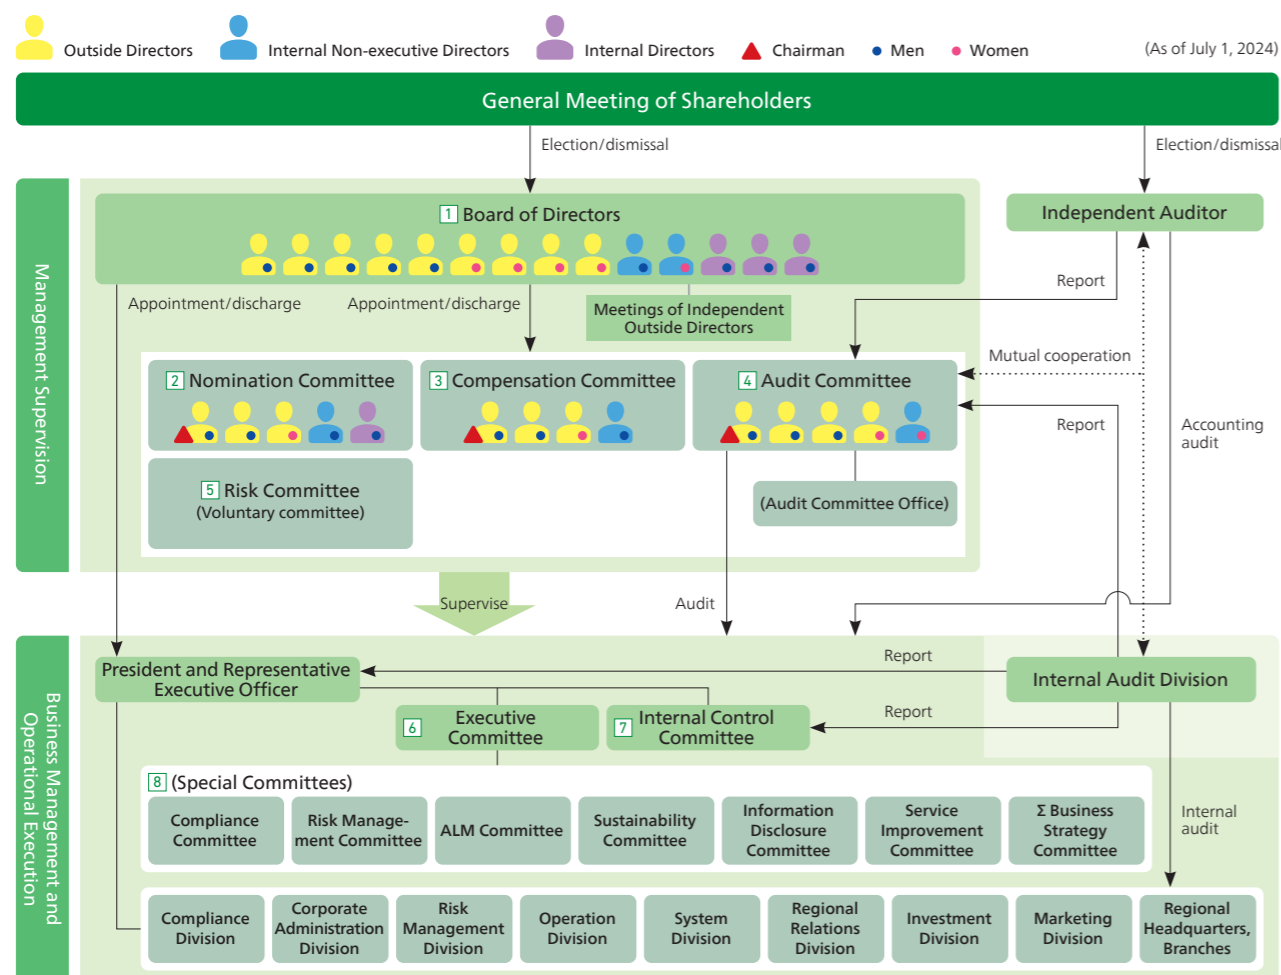 Outside Directors
Internal Non-executive Directors
Internal Directors
Chairman
Men
Women
(As of July 1, 2024)
General Meeting of Shareholders
Election/dismissal
Election/dismissal
Management Supervision
1 Board of Directors
Independent Auditor
Appointment/discharge
Appointment/discharge
Meetings of Independent
Outside Directors
Report
Mutual cooperation
2 Nomination Committee
3 Compensation Committee
4 Audit Committee
Report
Accounting
audit
5 Risk Committee
(Voluntary committee)
(Audit Committee Office)
Supervise
Audit
Business Management and
Operational Execution
President and Representative
Executive Officer
Report
Internal Audit Division
6 Executive
Committee
7 Internal Control
Committee
Report
8 (Special Committees)
Compliance
Committee
Risk Manage-
ment Committee
ALM Committee
Sustainability
Committee
Information
Disclosure
Committee
Service
Improvement
Committee
Σ Business
Strategy
Committee
Internal
audit
Compliance
Division
Corporate
Administration
Division
Risk
Management
Division
Operation
Division
System
Division
Regional
Relations
Division
Investment
Division
Marketing
Division
Regional
Headquarters,
Branches